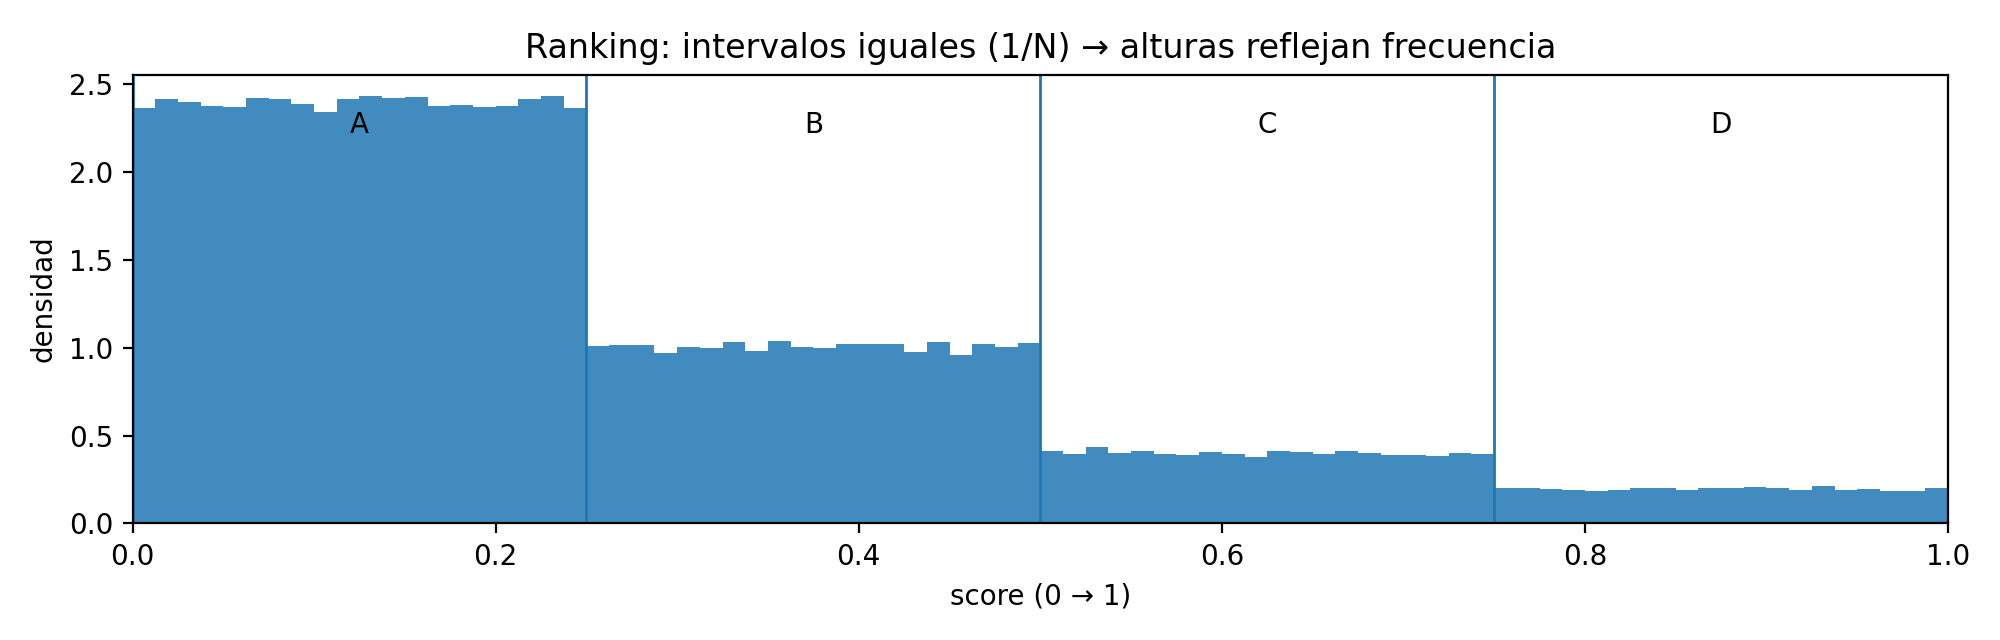 Ranking: intervalos iguales (1/N) → alturas reflejan frecuencia
2.5
2.0
1.5
1.0
0.5
0.0
densidad
A
B
C
D
0.0
0.2
0.4
0.6
0.8
1.0
score (0 → 1)